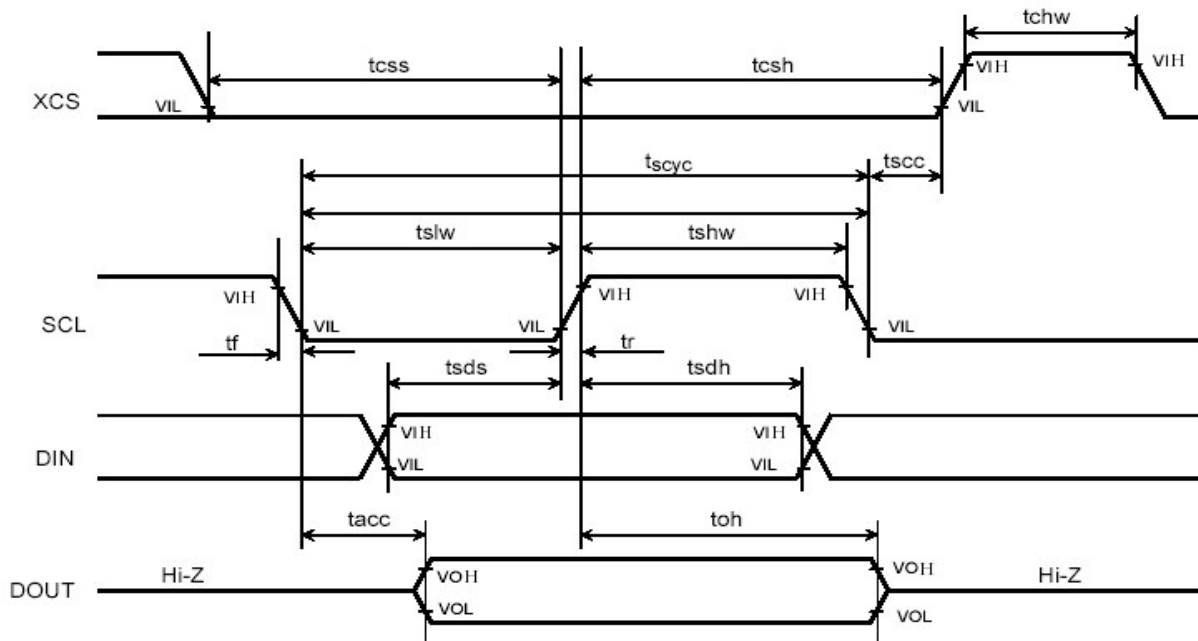 tchw
tcss tcsh
VIH VIH
XCS VIL VIL
tscyc tscc
tslw tshw
VIH VIH VIH
SCL VIL VIL VIL
tf tr
tsds tsdh
VIH VIH
DIN VIL VIL
tacc toh
Hi-Z VOH VOH Hi-Z
DOUT VOL VOL